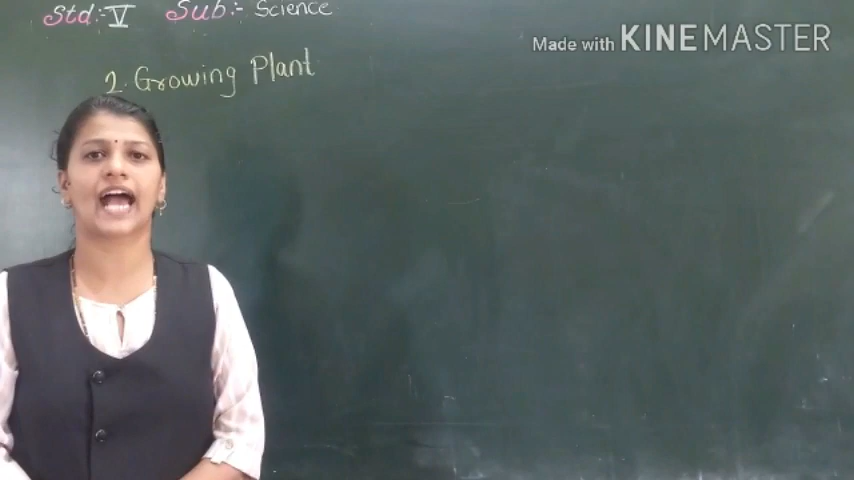 Std:- V Sub:- Science
Made with KINEMASTER
2. Growing Plant